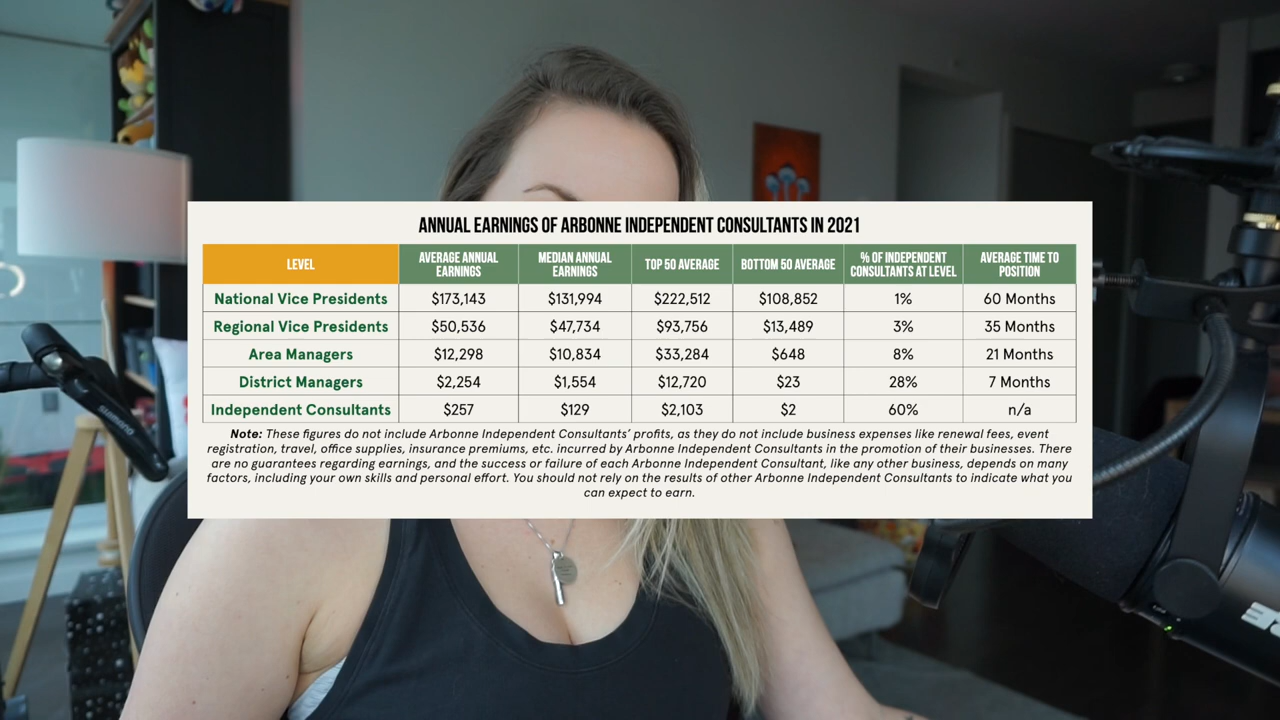 ANNUAL EARNINGS OF ARBONNE INDEPENDENT CONSULTANTS IN 2021
LEVEL AVERAGE ANNUAL EARNINGS MEDIAN ANNUAL EARNINGS TOP 50 AVERAGE BOTTOM 50 AVERAGE % OF INDEPENDENT CONSULTANTS AT LEVEL AVERAGE TIME TO POSITION
National Vice Presidents $173,143 $131,994 $222,512 $108,852 1% 60 Months
Regional Vice Presidents $50,536 $47,734 $93,756 $13,489 3% 35 Months
Area Managers $12,298 $10,834 $33,284 $648 8% 21 Months
District Managers $2,254 $1,554 $12,720 $23 28% 7 Months
Independent Consultants $257 $129 $2,103 $2 60% n/a
Note: These figures do not include Arbonne Independent Consultants' profits, as they do not include business expenses like renewal fees, event
registration, travel, office supplies, insurance premiums, etc. incurred by Arbonne Independent Consultants in the promotion of their businesses. There
are no guarantees regarding earnings, and the success or failure of each Arbonne Independent Consultant, like any other business, depends on many
factors, including your own skills and personal effort. You should not rely on the results of other Arbonne Independent Consultants to indicate what you
can expect to earn.
SHIMANO